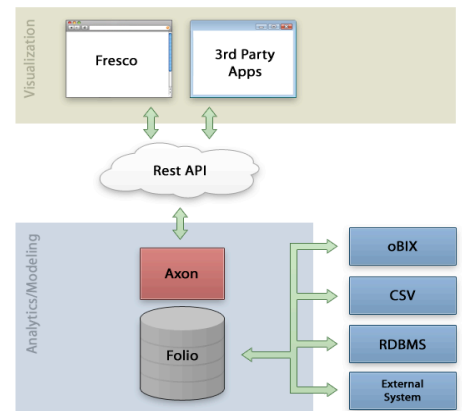 Visualization
Fresco
3rd Party
Apps
Rest API
Analytics/Modeling
Axon
Folio
oBIX
CSV
RDBMS
External
System